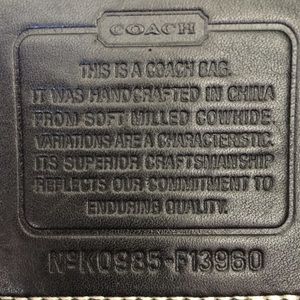 COACH
THIS IS A COACH BAG.
IT WAS HANDCRAFTED IN CHINA
FROM SOFT MILLED COWHIDE.
VARIATIONS ARE A CHARACTERISTIC.
ITS SUPERIOR CRAFTSMANSHIP
REFLECTS OUR COMMITMENT TO
ENDURING QUALITY.
Nº K0985-F13960